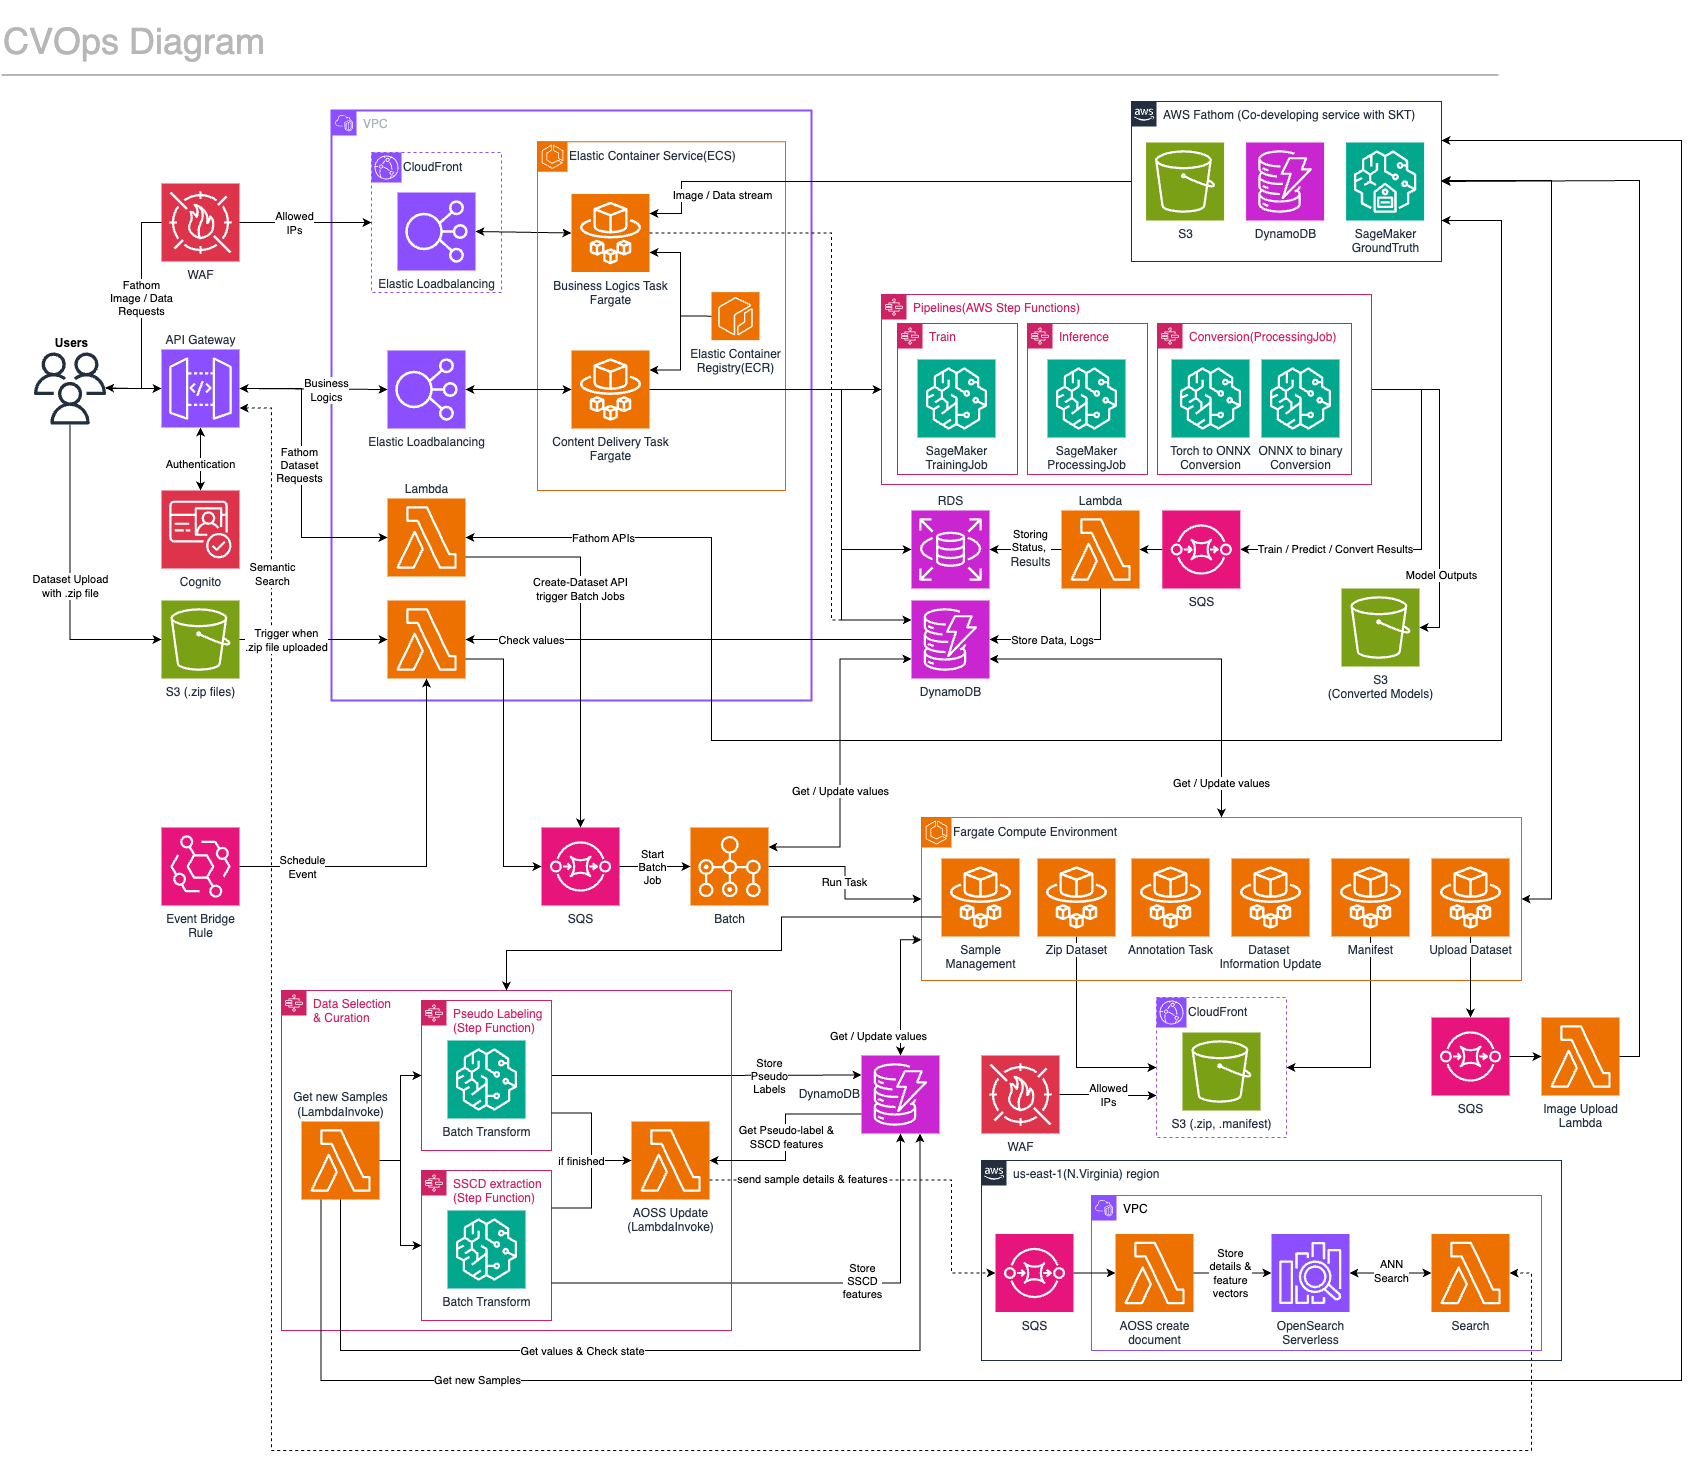 CVOps Diagram
aws
AWS Fathom (Co-developing service with SKT)
S3
DynamoDB
SageMaker
GroundTruth
VPC
CloudFront
Elastic Loadbalancing
Elastic Container Service(ECS)
Image / Data stream
Business Logics Task
Fargate
Elastic Container
Registry(ECR)
Content Delivery Task
Fargate
WAF
Allowed
IPs
Fathom
Image / Data
Requests
Users
API Gateway
Business
Logics
Elastic Loadbalancing
Authentication
Fathom
Dataset
Requests
Cognito
Semantic
Search
Dataset Upload
with .zip file
S3 (.zip files)
Trigger when
.zip file uploaded
Lambda
Fathom APIs
Create-Dataset API
trigger Batch Jobs
Check values
Pipelines(AWS Step Functions)
Train
SageMaker
TrainingJob
Inference
SageMaker
ProcessingJob
Conversion(ProcessingJob)
Torch to ONNX
Conversion
ONNX to binary
Conversion
RDS
Storing
Status,
Results
Lambda
SQS
Train / Predict / Convert Results
Model Outputs
S3
(Converted Models)
DynamoDB
Store Data, Logs
Get / Update values
Get / Update values
Event Bridge
Rule
Schedule
Event
SQS
Start
Batch
Job
Batch
Run Task
Fargate Compute Environment
Sample
Management
Zip Dataset
Annotation Task
Dataset
Information Update
Manifest
Upload Dataset
Data Selection
& Curation
Pseudo Labeling
(Step Function)
Batch Transform
Get new Samples
(LambdaInvoke)
SSCD extraction
(Step Function)
Batch Transform
if finished
AOSS Update
(LambdaInvoke)
Store
Pseudo
Labels
Get / Update values
DynamoDB
Get Pseudo-label &
SSCD features
send sample details & features
Store
SSCD
features
Get values & Check state
Get new Samples
WAF
Allowed
IPs
CloudFront
S3 (.zip, .manifest)
SQS
Image Upload
Lambda
aws
us-east-1(N.Virginia) region
VPC
SQS
AOSS create
document
Store
details &
feature
vectors
OpenSearch
Serverless
ANN
Search
Search